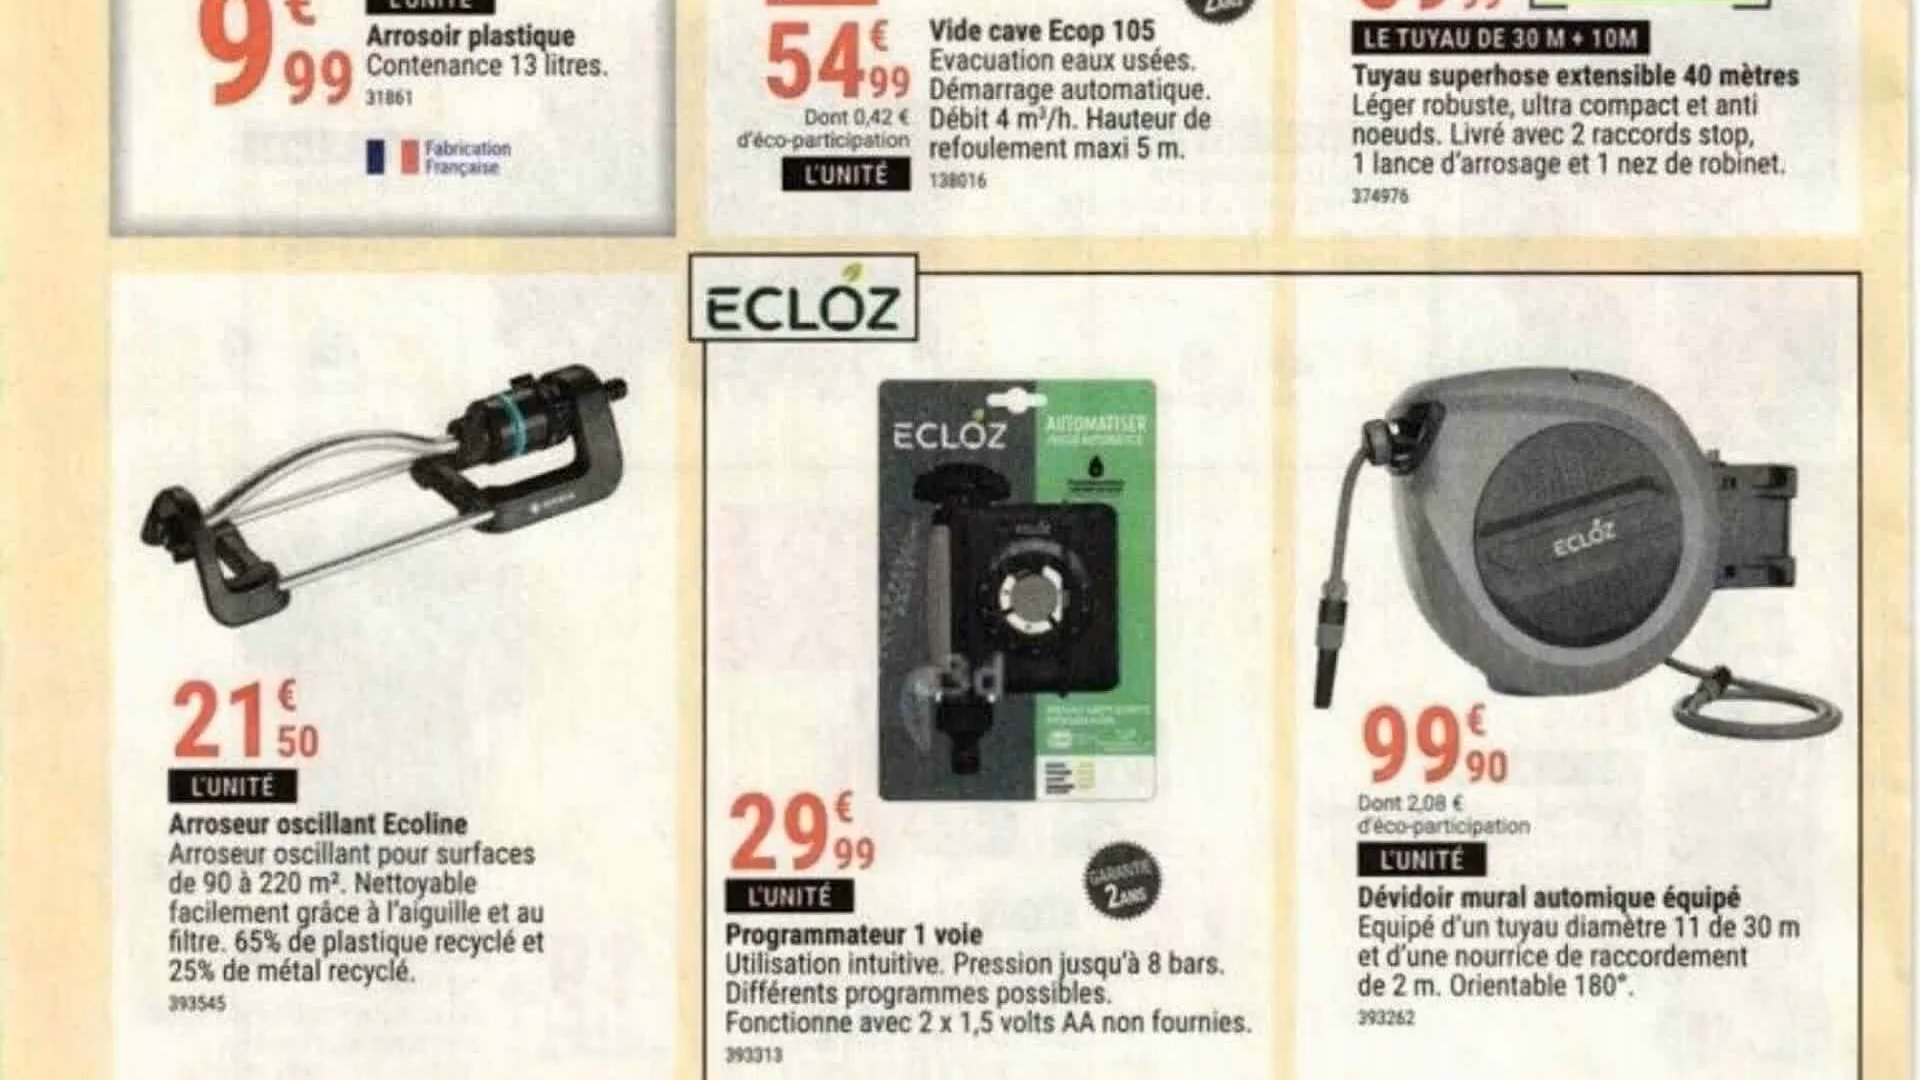 9€99
L'UNITÉ
Arrosoir plastique
Contenance 13 litres.
31861
Fabrication
Française
54€99
Dont 0,42 €
d'éco-participation
L'UNITÉ
Vide cave Ecop 105
Evacuation eaux usées.
Démarrage automatique.
Débit 4 m³/h. Hauteur de
refoulement maxi 5 m.
138016
LE TUYAU DE 30 M + 10M
Tuyau superhose extensible 40 mètres
Léger robuste, ultra compact et anti
noeuds. Livré avec 2 raccords stop,
1 lance d'arrosage et 1 nez de robinet.
374976
21€50
L'UNITÉ
Arroseur oscillant Ecoline
Arroseur oscillant pour surfaces
de 90 à 220 m². Nettoyable
facilement grâce à l'aiguille et au
filtre. 65% de plastique recyclé et
25% de métal recyclé.
393545
ECLOZ
ECLOZ
AUTOMATISER
29€99
L'UNITÉ
GARANTIE
2 ANS
Programmateur 1 voie
Utilisation intuitive. Pression jusqu'à 8 bars.
Différents programmes possibles.
Fonctionne avec 2 x 1,5 volts AA non fournies.
393313
ECLOZ
99€90
Dont 2,08 €
d'éco-participation
L'UNITÉ
Dévidoir mural automique équipé
Equipé d'un tuyau diamètre 11 de 30 m
et d'une nourrice de raccordement
de 2 m. Orientable 180°.
393262